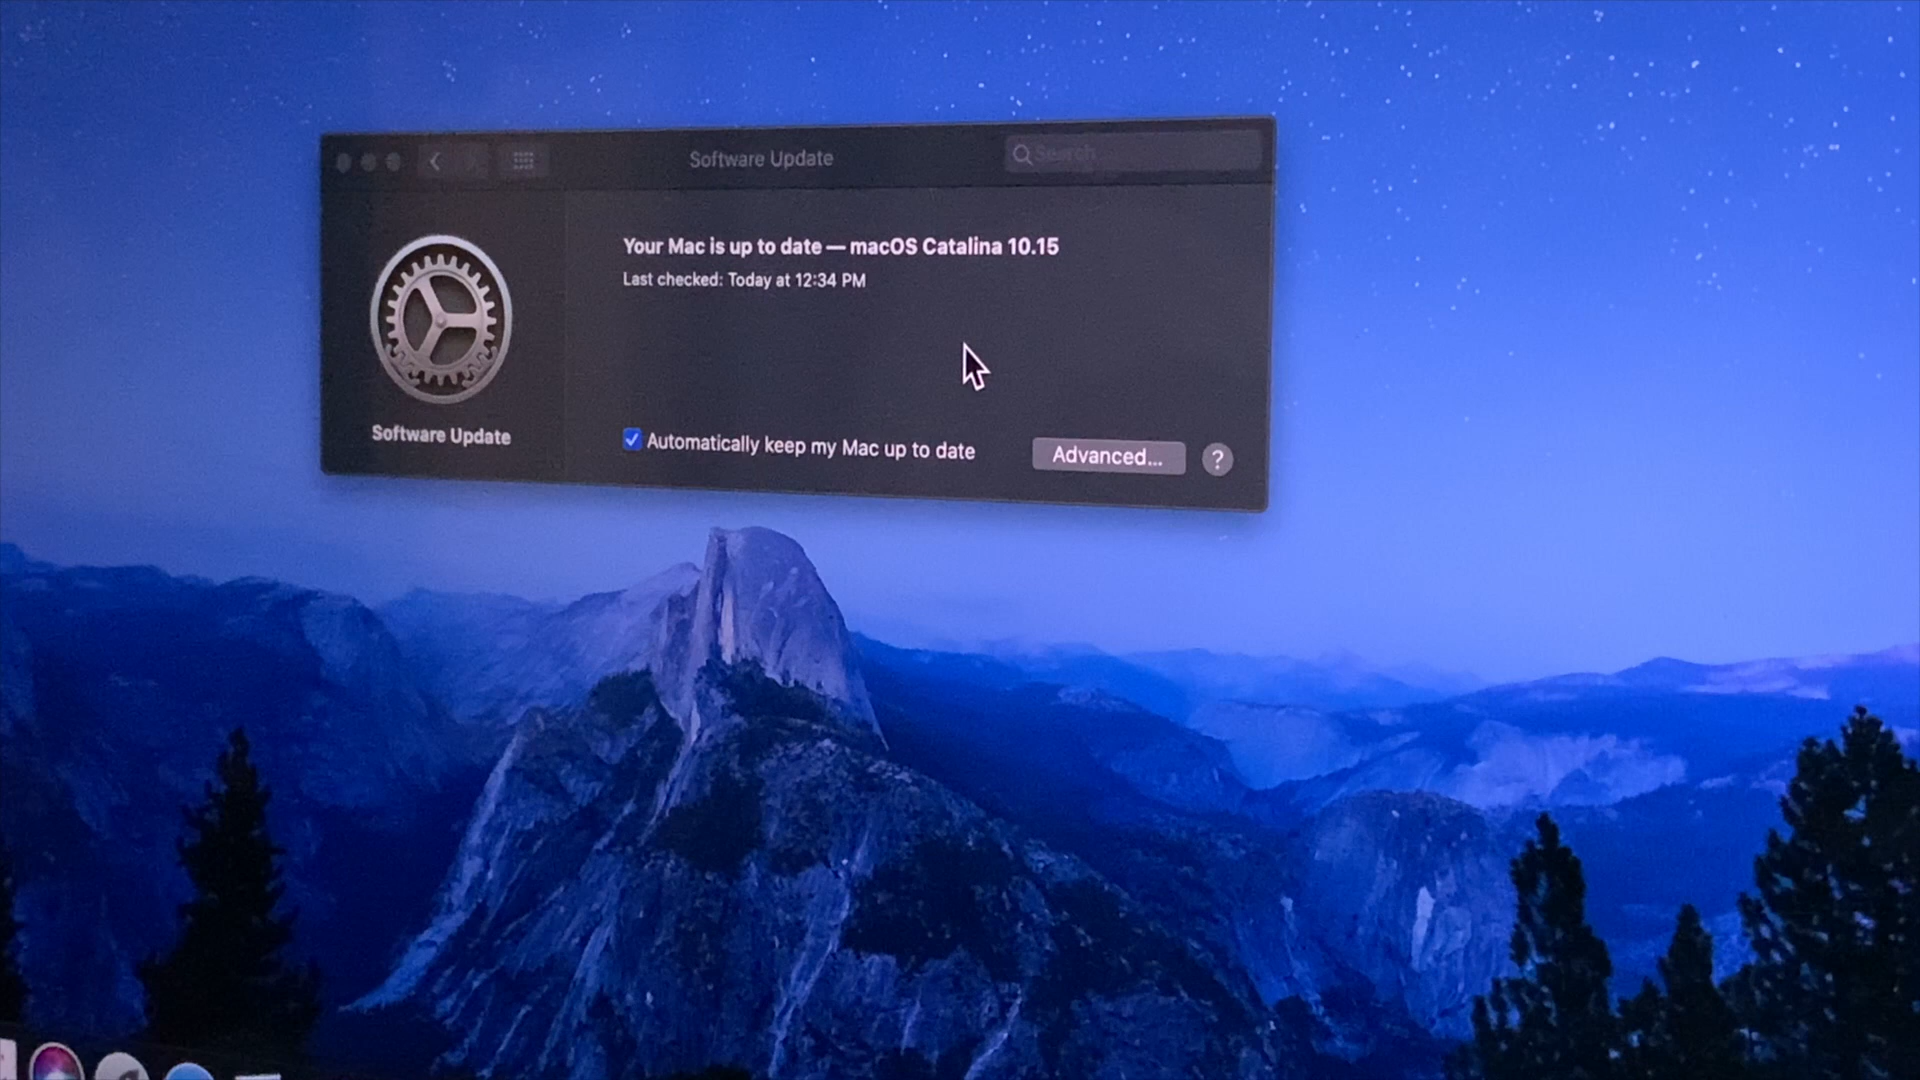 Software Update
Search
Your Mac is up to date — macOS Catalina 10.15
Last checked: Today at 12:34 PM
Software Update
Automatically keep my Mac up to date
Advanced...
?